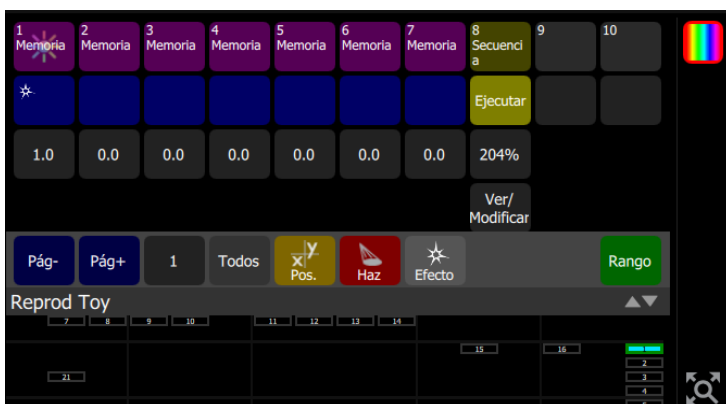 1 2 3 4 5 6 7 8 9 10
Memoria Memoria Memoria Memoria Memoria Memoria Memoria Secuenci
a
Ejecutar
1.0 0.0 0.0 0.0 0.0 0.0 0.0 204%
Ver/
Modificar
Pág- Pág+ 1 Todos x y Pos. Haz Efecto Rango
Reprod Toy
7 8 9 10 11 12 13 14
15 16
2
21 3
4